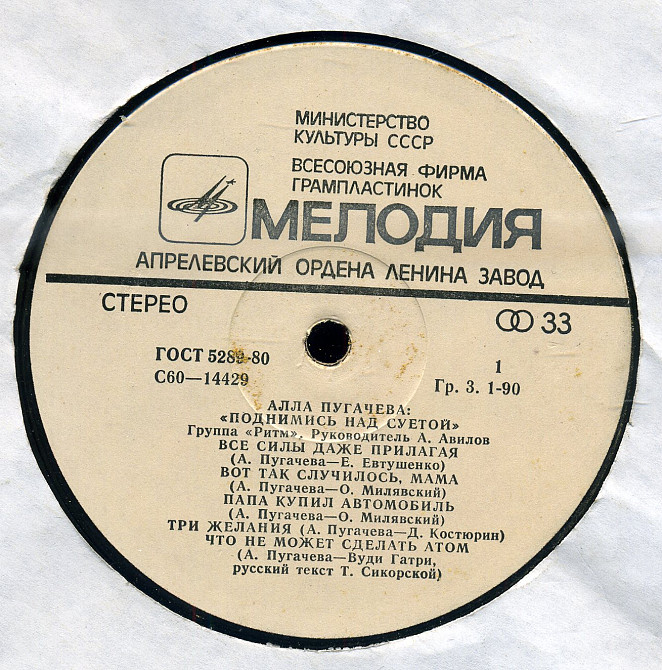 МИНИСТЕРСТВО
КУЛЬТУРЫ СССР
ВСЕСОЮЗНАЯ ФИРМА
ГРАМПЛАСТИНОК
МЕЛОДИЯ
АПРЕЛЕВСКИЙ ОРДЕНА ЛЕНИНА ЗАВОД
СТЕРЕО
33
ГОСТ 5289-80
С60—14429
1
Гр. 3. 1-90
АЛЛА ПУГАЧЕВА:
«ПОДНИМИСЬ НАД СУЕТОЙ»
Группа «Ритм». Руководитель А. Авилов
ВСЕ СИЛЫ ДАЖЕ ПРИЛАГАЯ
(А. Пугачева—Е. Евтушенко)
ВОТ ТАК СЛУЧИЛОСЬ, МАМА
(А. Пугачева—О. Милявский)
ПАПА КУПИЛ АВТОМОБИЛЬ
(А. Пугачева—О. Милявский)
ТРИ ЖЕЛАНИЯ (А. Пугачева—Д. Костюрин)
ЧТО НЕ МОЖЕТ СДЕЛАТЬ АТОМ
(А. Пугачева—Вуди Гатри,
русский текст Т. Сикорской)